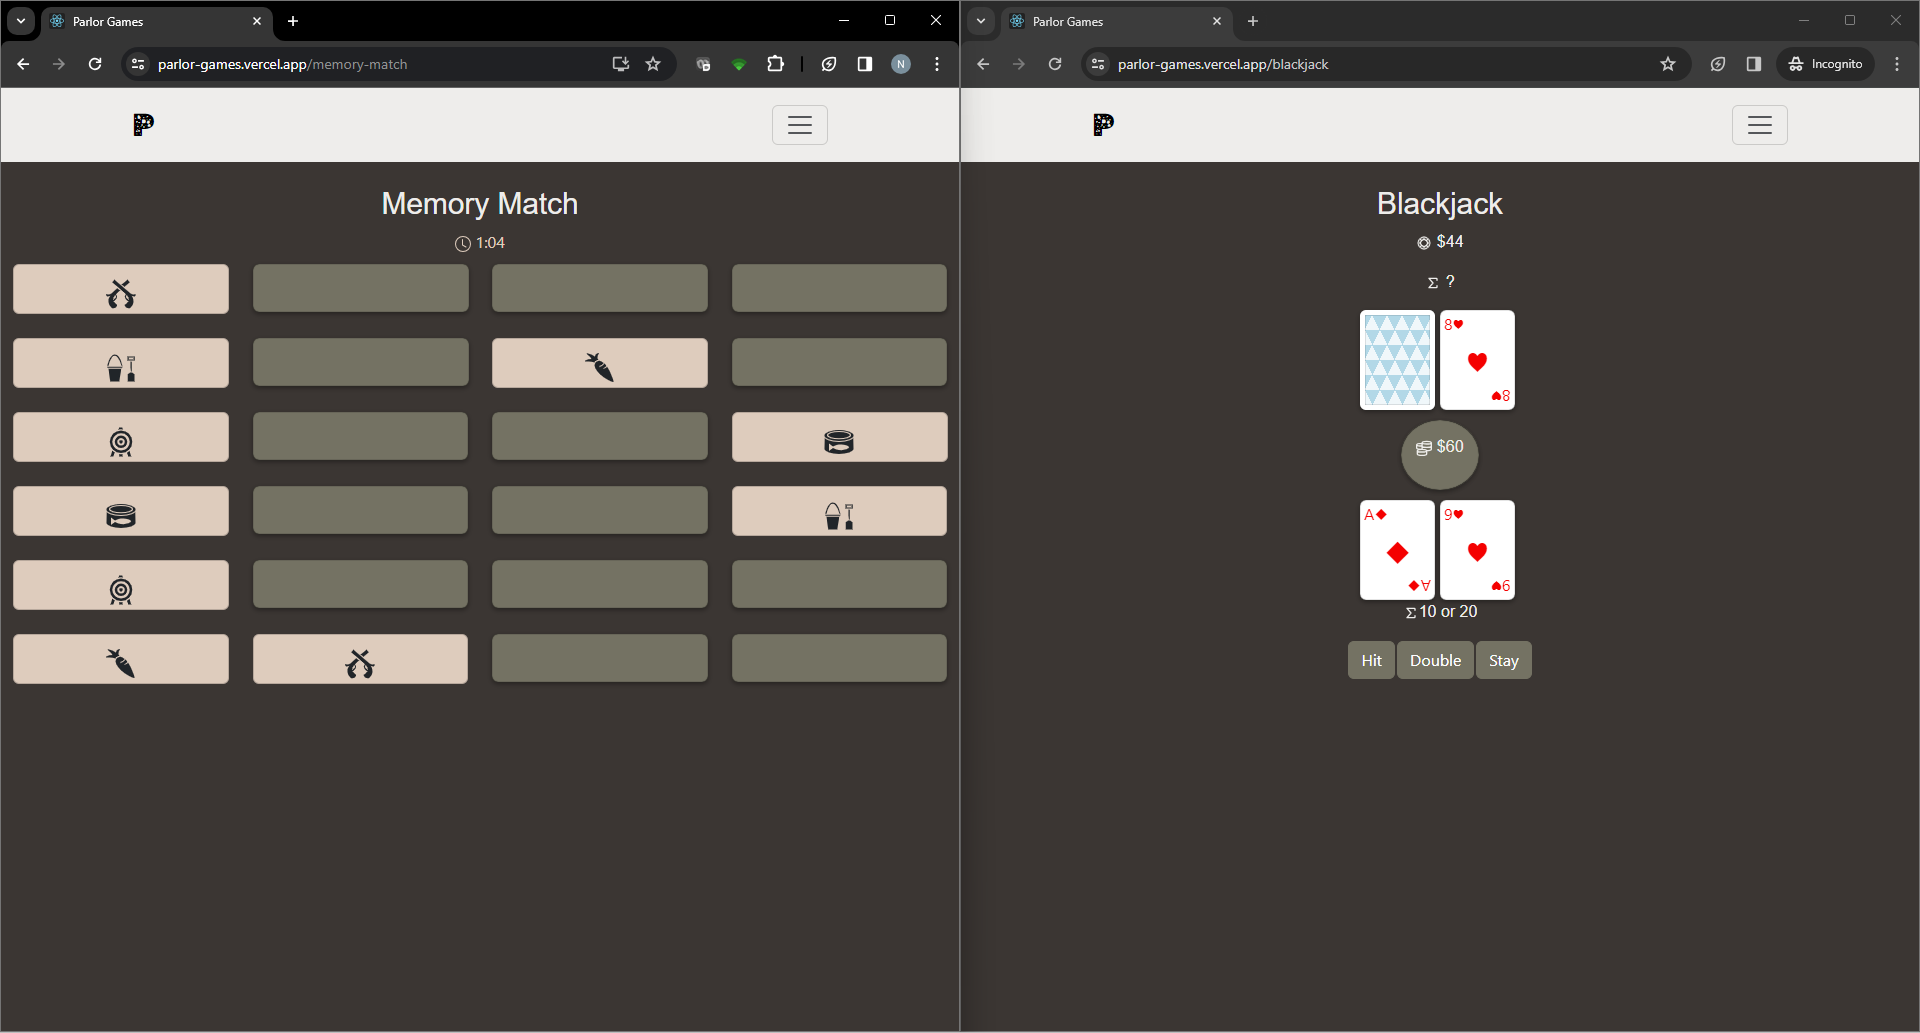 Parlor Games
parlor-games.vercel.app/memory-match
N
P
Memory Match
1:04
Parlor Games
parlor-games.vercel.app/blackjack
Incognito
P
Blackjack
$44
Σ ?
8♥
8♥
$60
A♦ 9♥
A♦ 9♥
Σ 10 or 20
Hit Double Stay